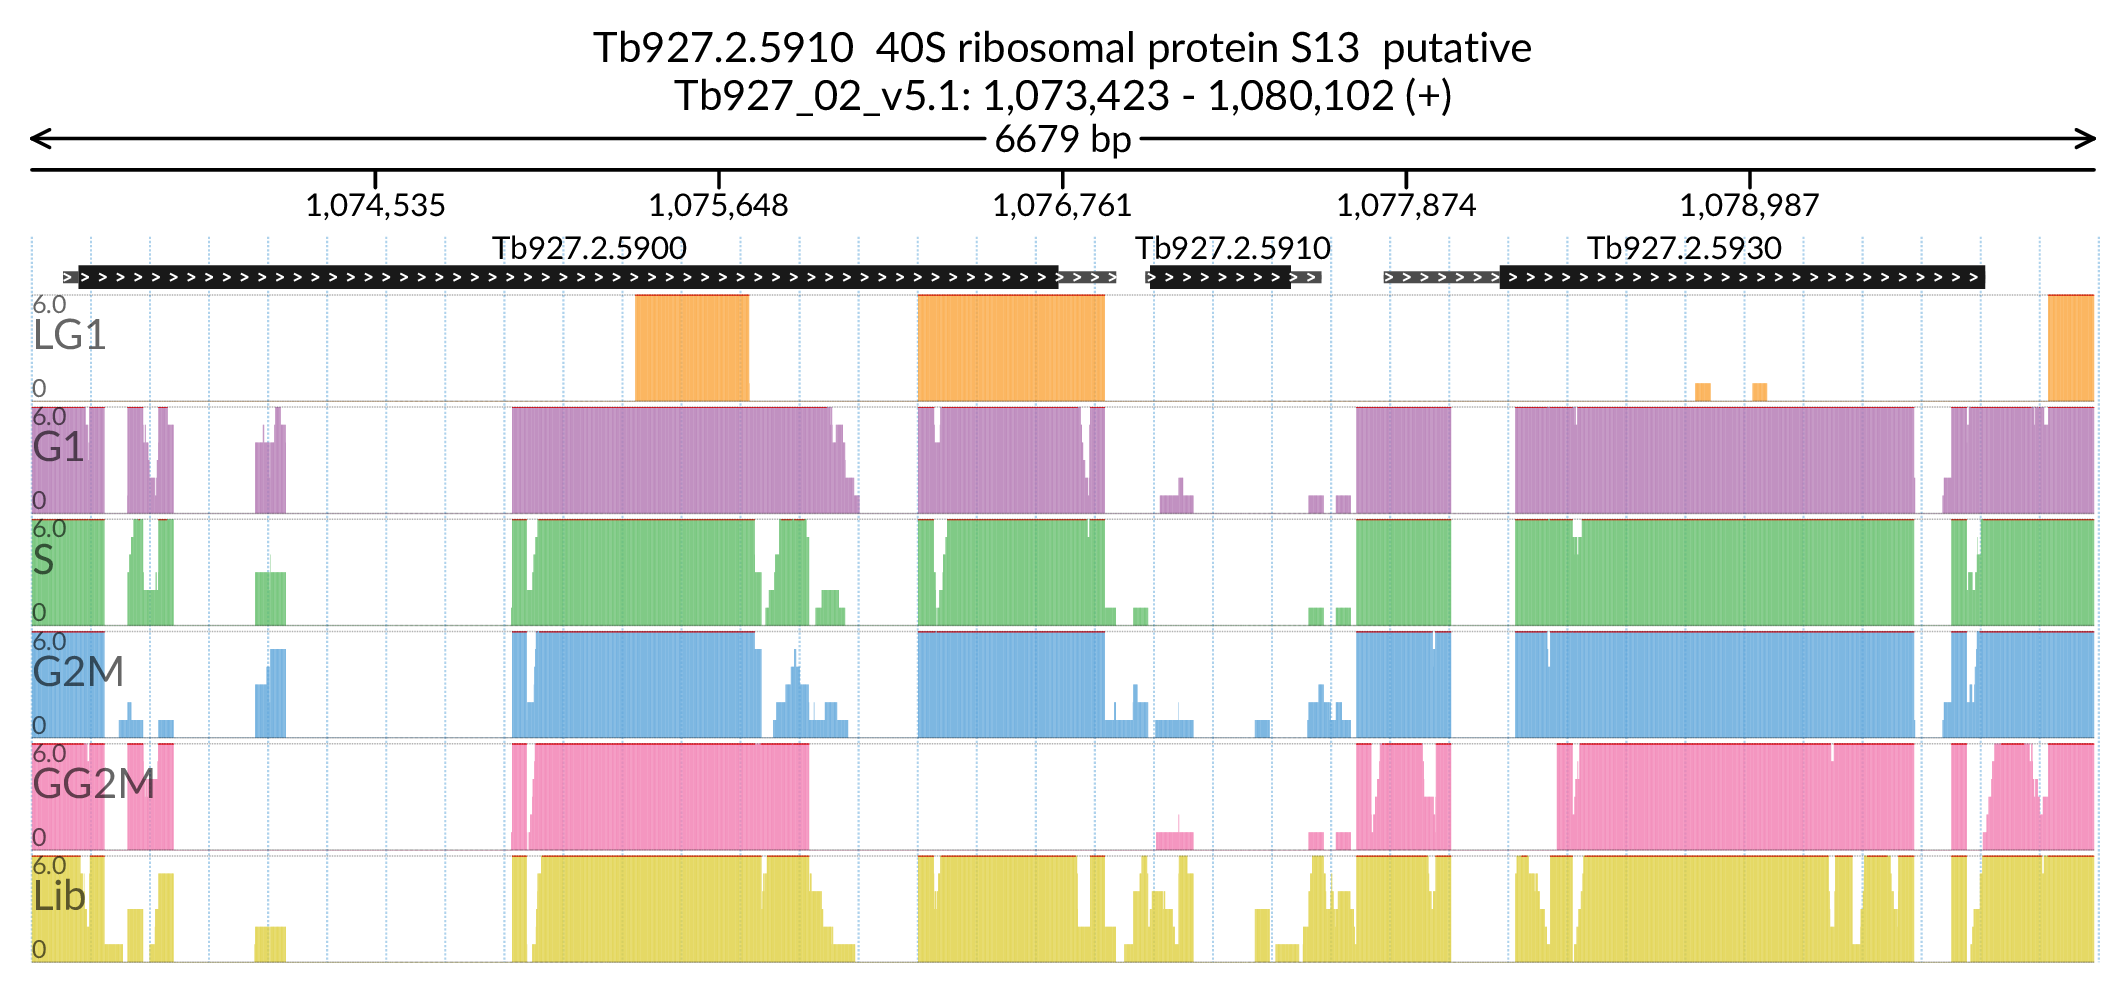 Tb927.2.5910  40S ribosomal protein S13  putative
Tb927_02_v5.1: 1,073,423 - 1,080,102 (+)
6679 bp
1,074,535 1,075,648 1,076,761 1,077,874 1,078,987
Tb927.2.5900 Tb927.2.5910 Tb927.2.5930
6.0
LG1
0
6.0
G1
0
6.0
S
0
6.0
G2M
0
6.0
GG2M
0
6.0
Lib
0